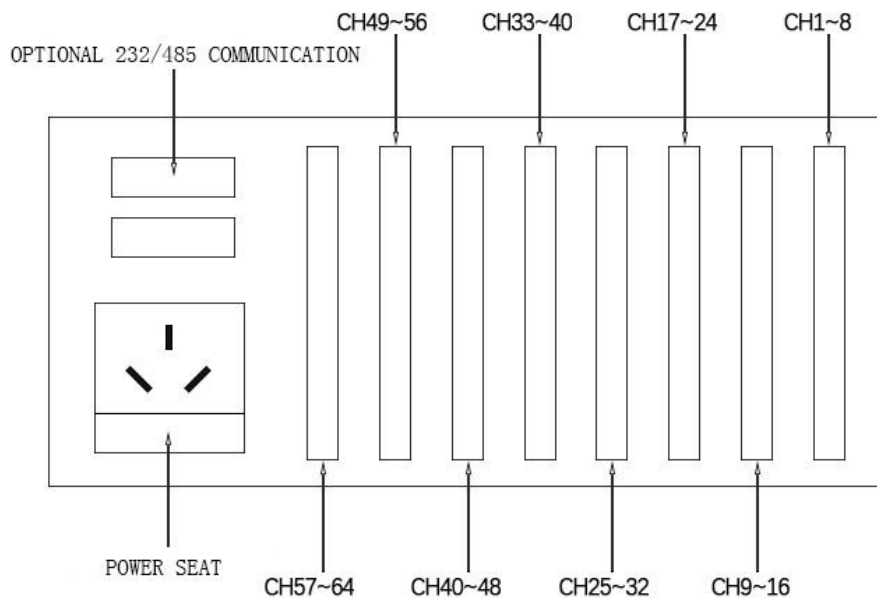 CH49~56 CH33~40 CH17~24 CH1~8
OPTIONAL 232/485 COMMUNICATION
POWER SEAT
CH57~64 CH40~48 CH25~32 CH9~16